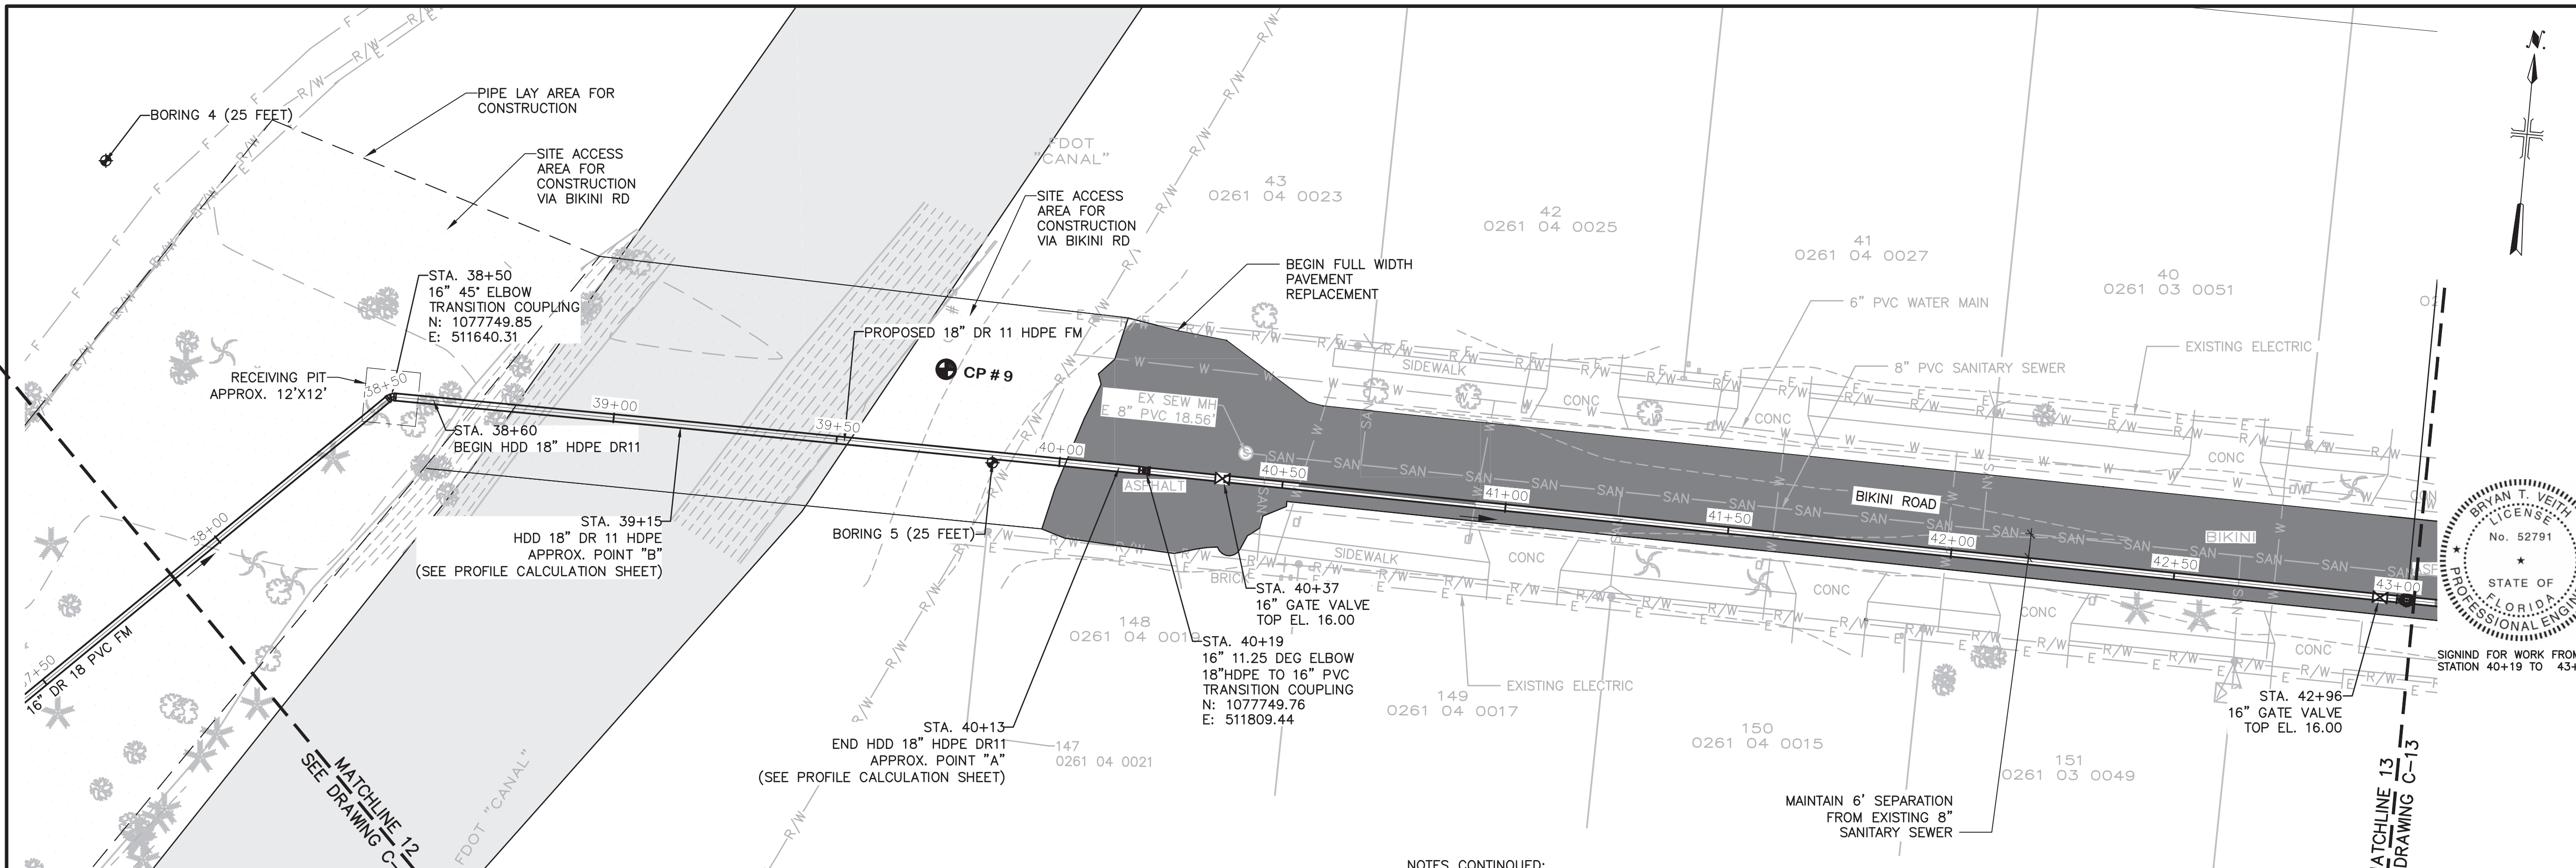 BORING 4 (25 FEET)
PIPE LAY AREA FOR
CONSTRUCTION
SITE ACCESS
AREA FOR
CONSTRUCTION
VIA BIKINI RD
FDOT
"CANAL"
SITE ACCESS
AREA FOR
CONSTRUCTION
VIA BIKINI RD
43
0261 04 0023
42
0261 04 0025
41
0261 04 0027
40
0261 03 0051
N.
BEGIN FULL WIDTH
PAVEMENT
REPLACEMENT
6" PVC WATER MAIN
8" PVC SANITARY SEWER
EXISTING ELECTRIC
STA. 38+50
16" 45° ELBOW
TRANSITION COUPLING
N: 1077749.85
E: 511640.31
PROPOSED 18" DR 11 HDPE FM
CP # 9
RECEIVING PIT
APPROX. 12'X12'
38+50
39+00
39+50
40+00
40+50
41+00
41+50
42+00
42+50
43+00
STA. 38+60
BEGIN HDD 18" HDPE DR11
EX SEW MH
E 8" PVC 18.56'
ASPHALT
SIDEWALK
CONC
CONC
CONC
BIKINI ROAD
BIKINI
STA. 39+15
HDD 18" DR 11 HDPE
APPROX. POINT "B"
(SEE PROFILE CALCULATION SHEET)
BORING 5 (25 FEET)
38+00
37+50
16" DR 18 PVC FM
SIDEWALK
BRICK
CONC
CONC
CONC
CONC
STA. 40+37
16" GATE VALVE
TOP EL. 16.00
148
0261 04 0019
STA. 40+19
16" 11.25 DEG ELBOW
18"HDPE TO 16" PVC
TRANSITION COUPLING
N: 1077749.76
E: 511809.44
EXISTING ELECTRIC
149
0261 04 0017
150
0261 04 0015
151
0261 03 0049
STA. 40+13
END HDD 18" HDPE DR11
APPROX. POINT "A"
(SEE PROFILE CALCULATION SHEET)
147
0261 04 0021
STA. 42+96
16" GATE VALVE
TOP EL. 16.00
MAINTAIN 6' SEPARATION
FROM EXISTING 8"
SANITARY SEWER
MATCHLINE 12
SEE DRAWING C-
FDOT "CANAL"
MATCHLINE 13
DRAWING C-13
BRYAN T. VEITH
LICENSE
No. 52791
STATE OF
FLORIDA
PROFESSIONAL ENGIN
SIGNIND FOR WORK FROM
STATION 40+19 TO 43+
NOTES CONTINOUED: